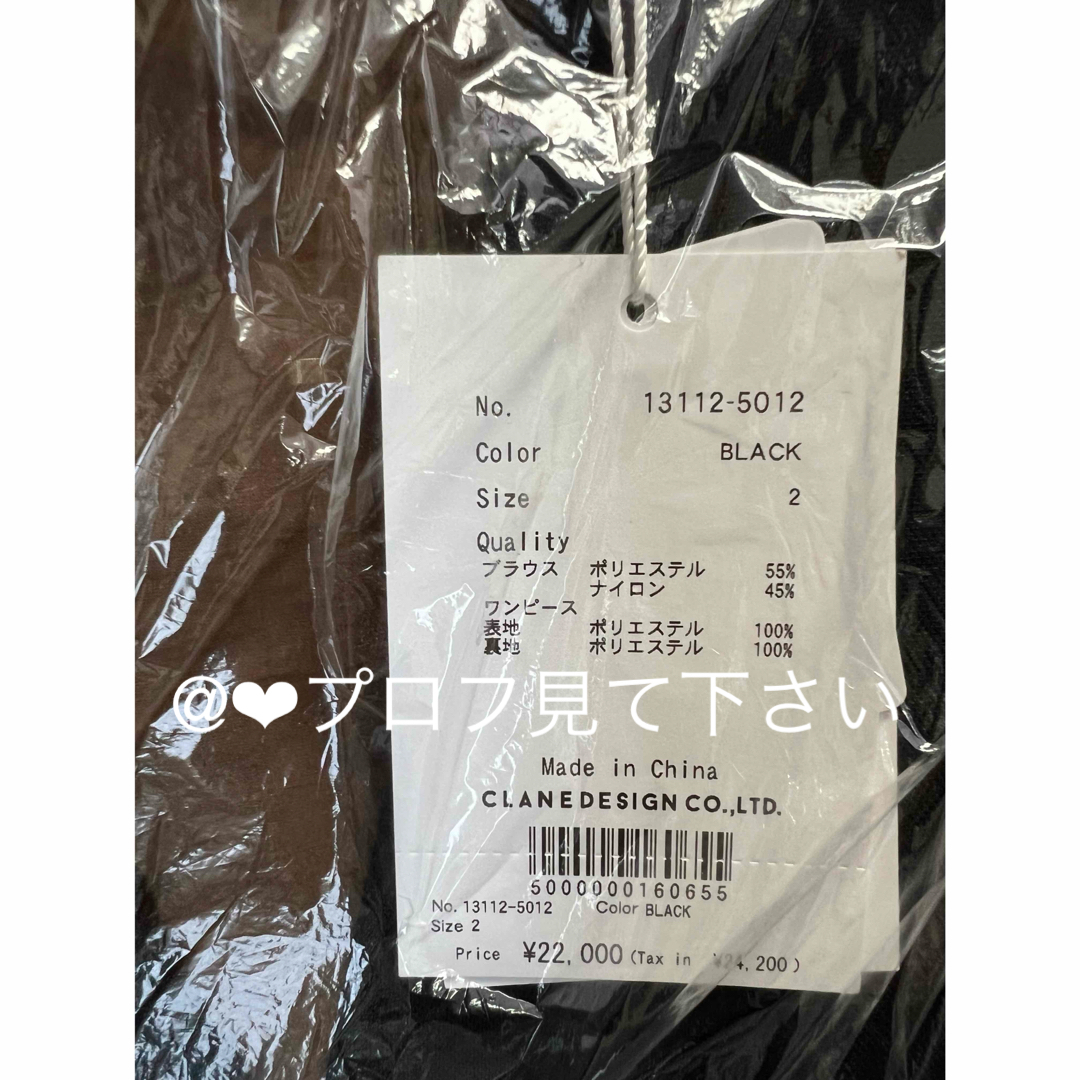 No. 13112-5012
Color BLACK
Size 2
Quality
ブラウス ポリエステル 55%
ナイロン 45%
ワンピース
表地 ポリエステル 100%
裏地 ポリエステル 100%
@❤プロフ見て下さい
Made in China
CLANEDESIGN CO.,LTD.
5000000160655
No. 13112-5012 Color BLACK
Size 2
Price ¥22,000 (Tax in ¥24,200)